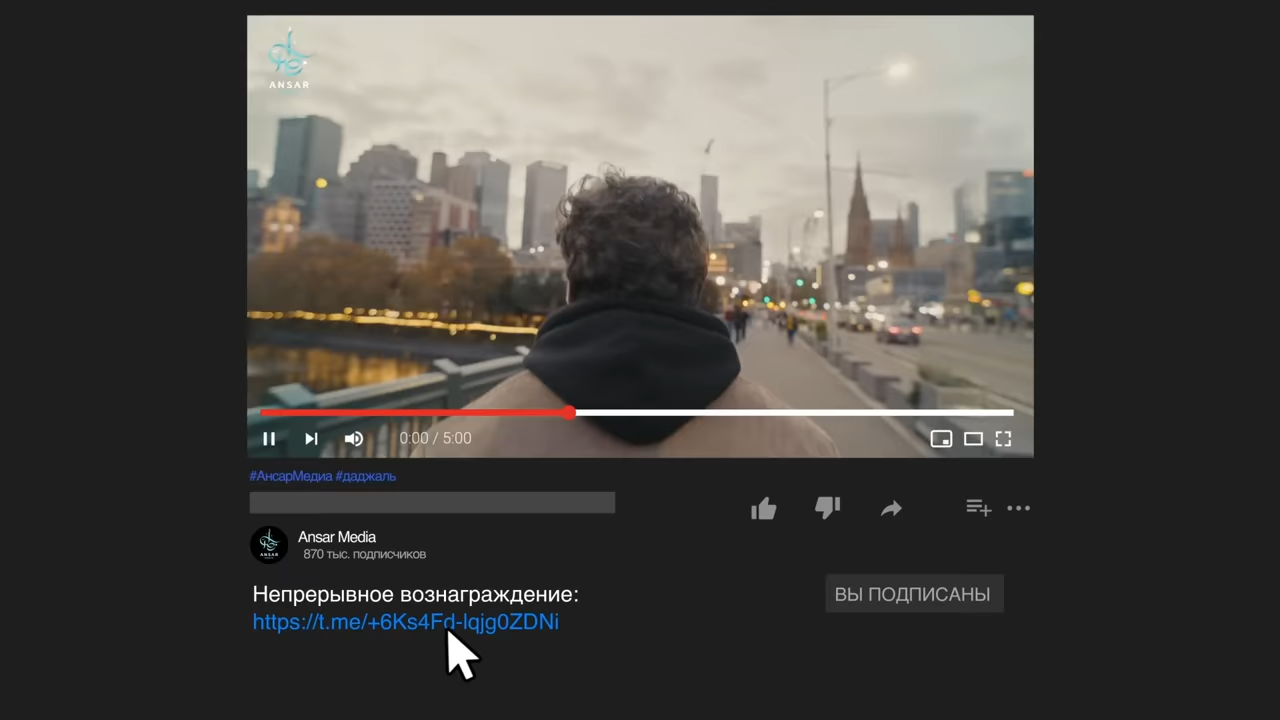 ANSAR
0:00 / 5:00
#АнсарМедиа #даджаль
ANSAR
Ansar Media
870 тыс. подписчиков
Непрерывное вознаграждение:
ВЫ ПОДПИСАНЫ
https://t.me/+6Ks4Fd-lqjg0ZDNi